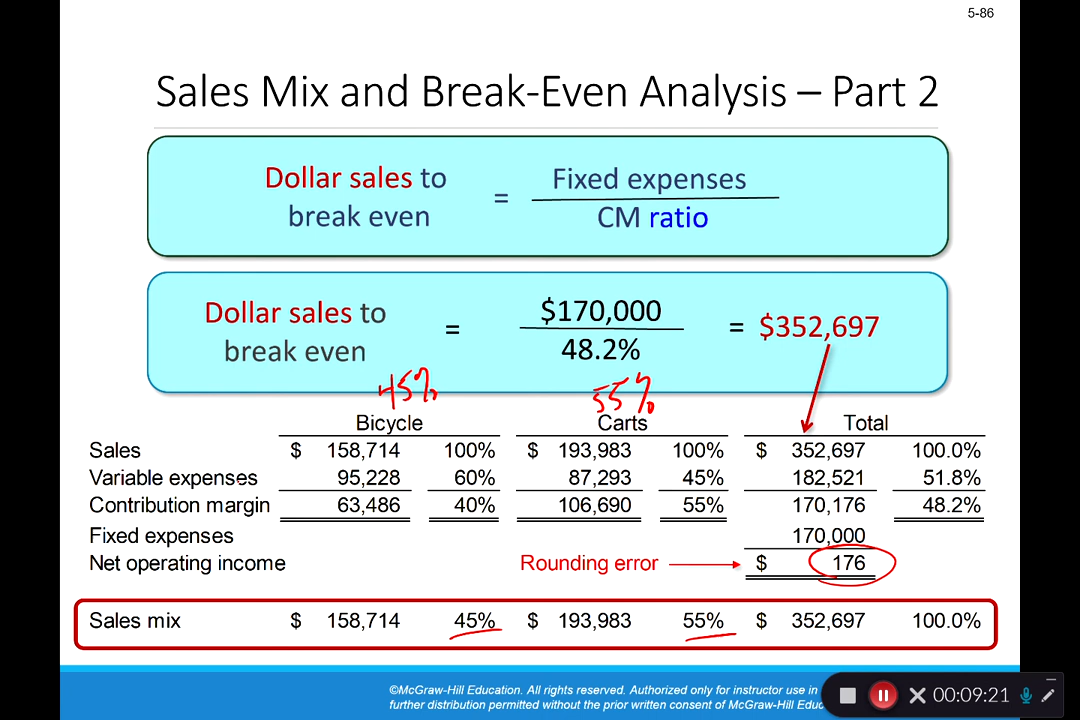 5-86
Sales Mix and Break-Even Analysis – Part 2
Dollar sales to break even = Fixed expenses / CM ratio
Dollar sales to break even = $170,000 / 48.2% = $352,697
45% 55%
Bicycle Carts Total
Sales $ 158,714 100% $ 193,983 100% $ 352,697 100.0%
Variable expenses 95,228 60% 87,293 45% 182,521 51.8%
Contribution margin 63,486 40% 106,690 55% 170,176 48.2%
Fixed expenses 170,000
Net operating income Rounding error $ 176
Sales mix $ 158,714 45% $ 193,983 55% $ 352,697 100.0%
©McGraw-Hill Education. All rights reserved. Authorized only for instructor use in
further distribution permitted without the prior written consent of McGraw-Hill Educ
00:09:21